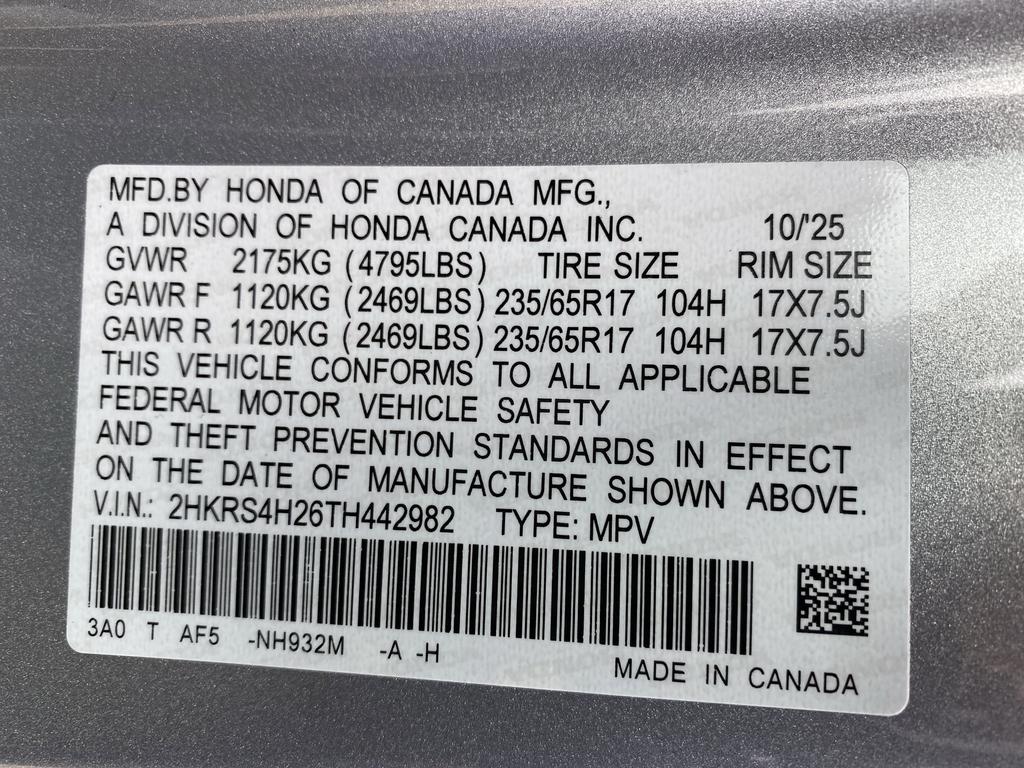 MFD.BY HONDA OF CANADA MFG.,
A DIVISION OF HONDA CANADA INC. 10/'25
GVWR 2175KG (4795LBS) TIRE SIZE RIM SIZE
GAWR F 1120KG (2469LBS) 235/65R17 104H 17X7.5J
GAWR R 1120KG (2469LBS) 235/65R17 104H 17X7.5J
THIS VEHICLE CONFORMS TO ALL APPLICABLE
FEDERAL MOTOR VEHICLE SAFETY
AND THEFT PREVENTION STANDARDS IN EFFECT
ON THE DATE OF MANUFACTURE SHOWN ABOVE.
V.I.N.: 2HKRS4H26TH442982 TYPE: MPV
3A0 T AF5 -NH932M -A -H
MADE IN CANADA